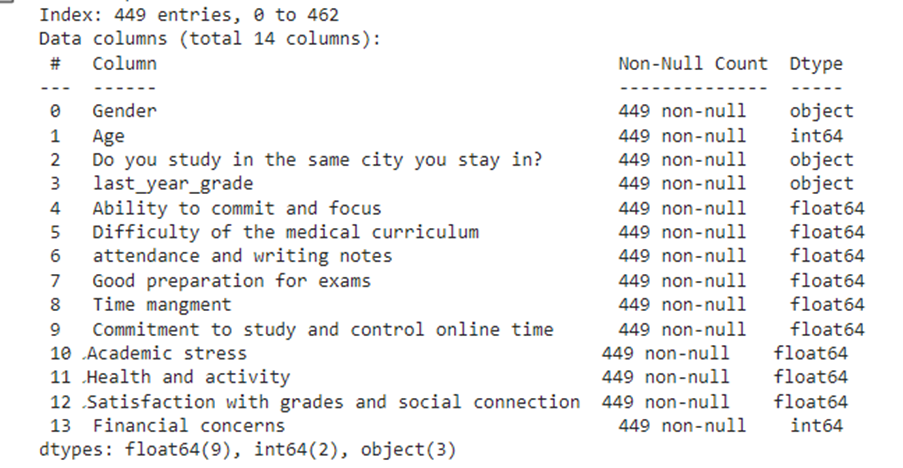 Index: 449 entries, 0 to 462
Data columns (total 14 columns):
#   Column   Non-Null Count  Dtype
---  ------   --------------  -----
0   Gender   449 non-null   object
1   Age   449 non-null   int64
2   Do you study in the same city you stay in?   449 non-null   object
3   last_year_grade   449 non-null   object
4   Ability to commit and focus   449 non-null   float64
5   Difficulty of the medical curriculum   449 non-null   float64
6   attendance and writing notes   449 non-null   float64
7   Good preparation for exams   449 non-null   float64
8   Time mangment   449 non-null   float64
9   Commitment to study and control online time   449 non-null   float64
10 .Academic stress   449 non-null   float64
11 .Health and activity   449 non-null   float64
12 .Satisfaction with grades and social connection   449 non-null   float64
13  Financial concerns   449 non-null   int64
dtypes: float64(9), int64(2), object(3)